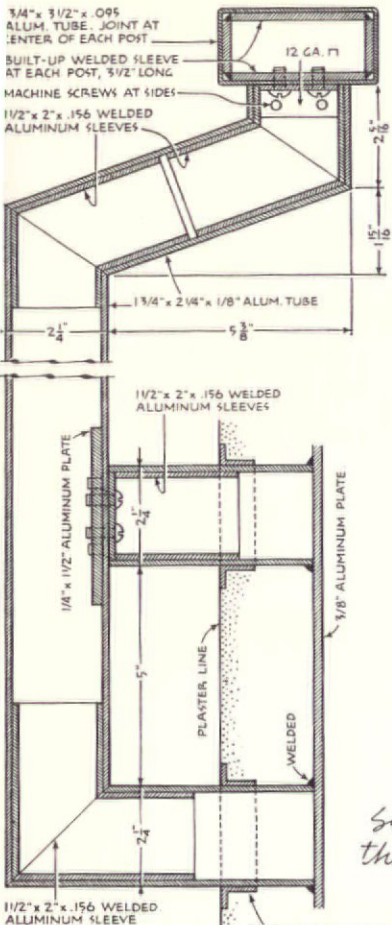 3/4" x 3 1/2" x .095
ALUM. TUBE. JOINT AT
CENTER OF EACH POST
BUILT-UP WELDED SLEEVE
AT EACH POST, 3 1/2" LONG
MACHINE SCREWS AT SIDES
1 1/2" x 2" x .156 WELDED
ALUMINUM SLEEVES
12 GA.
2 5/8"
1 15/16"
1 3/4" x 2 1/4" x 1/8" ALUM. TUBE
2 1/4"
5 3/8"
1 1/2" x 2" x .156 WELDED
ALUMINUM SLEEVES
1/4" x 1 1/2" ALUMINUM PLATE
2 1/4"
3/8" ALUMINUM PLATE
5"
PLASTER LINE
WELDED
2 1/4"
th
1 1/2" x 2" x .156 WELDED
ALUMINUM SLEEVE